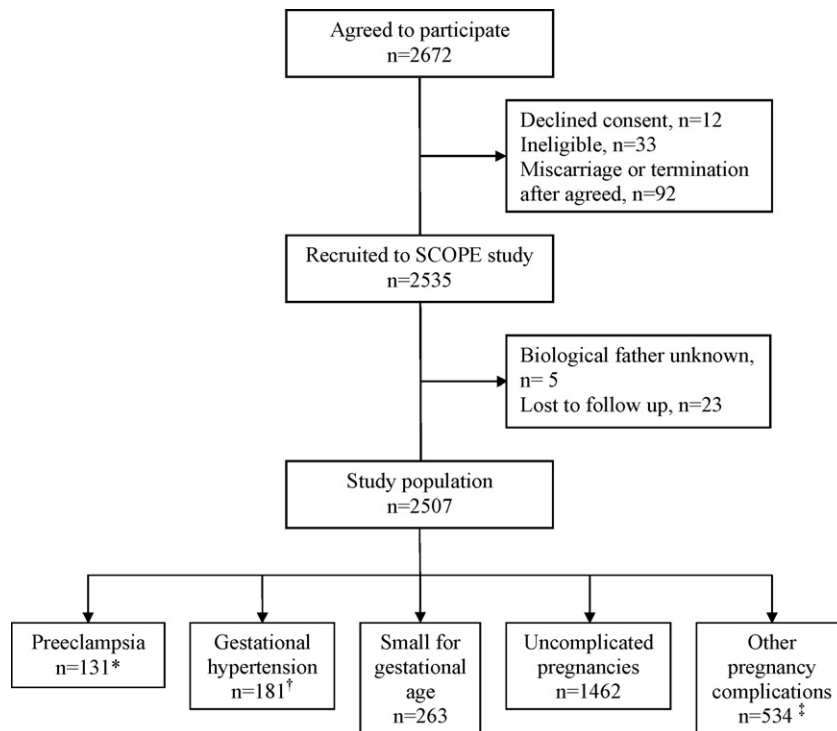 Agreed to participate
n=2672
Declined consent, n=12
Ineligible, n=33
Miscarriage or termination
after agreed, n=92
Recruited to SCOPE study
n=2535
Biological father unknown,
n= 5
Lost to follow up, n=23
Study population
n=2507
Preeclampsia
n=131*
Gestational
hypertension
n=181†
Small for
gestational
age
n=263
Uncomplicated
pregnancies
n=1462
Other
pregnancy
complications
n=534 ‡